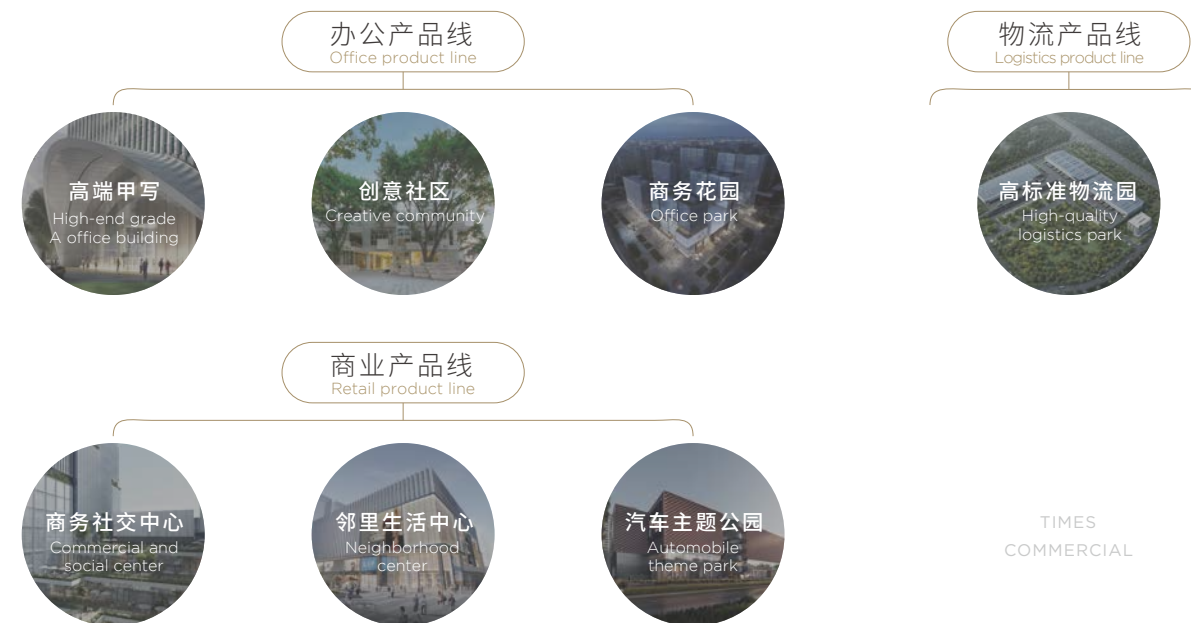 办公产品线
Office product line
高端甲写
High-end grade
A office building
创意社区
Creative community
商务花园
Office park
物流产品线
Logistics product line
高标准物流园
High-quality
logistics park
商业产品线
Retail product line
商务社交中心
Commercial and
social center
邻里生活中心
Neighborhood
center
汽车主题公园
Automobile
theme park
TIMES
COMMERCIAL